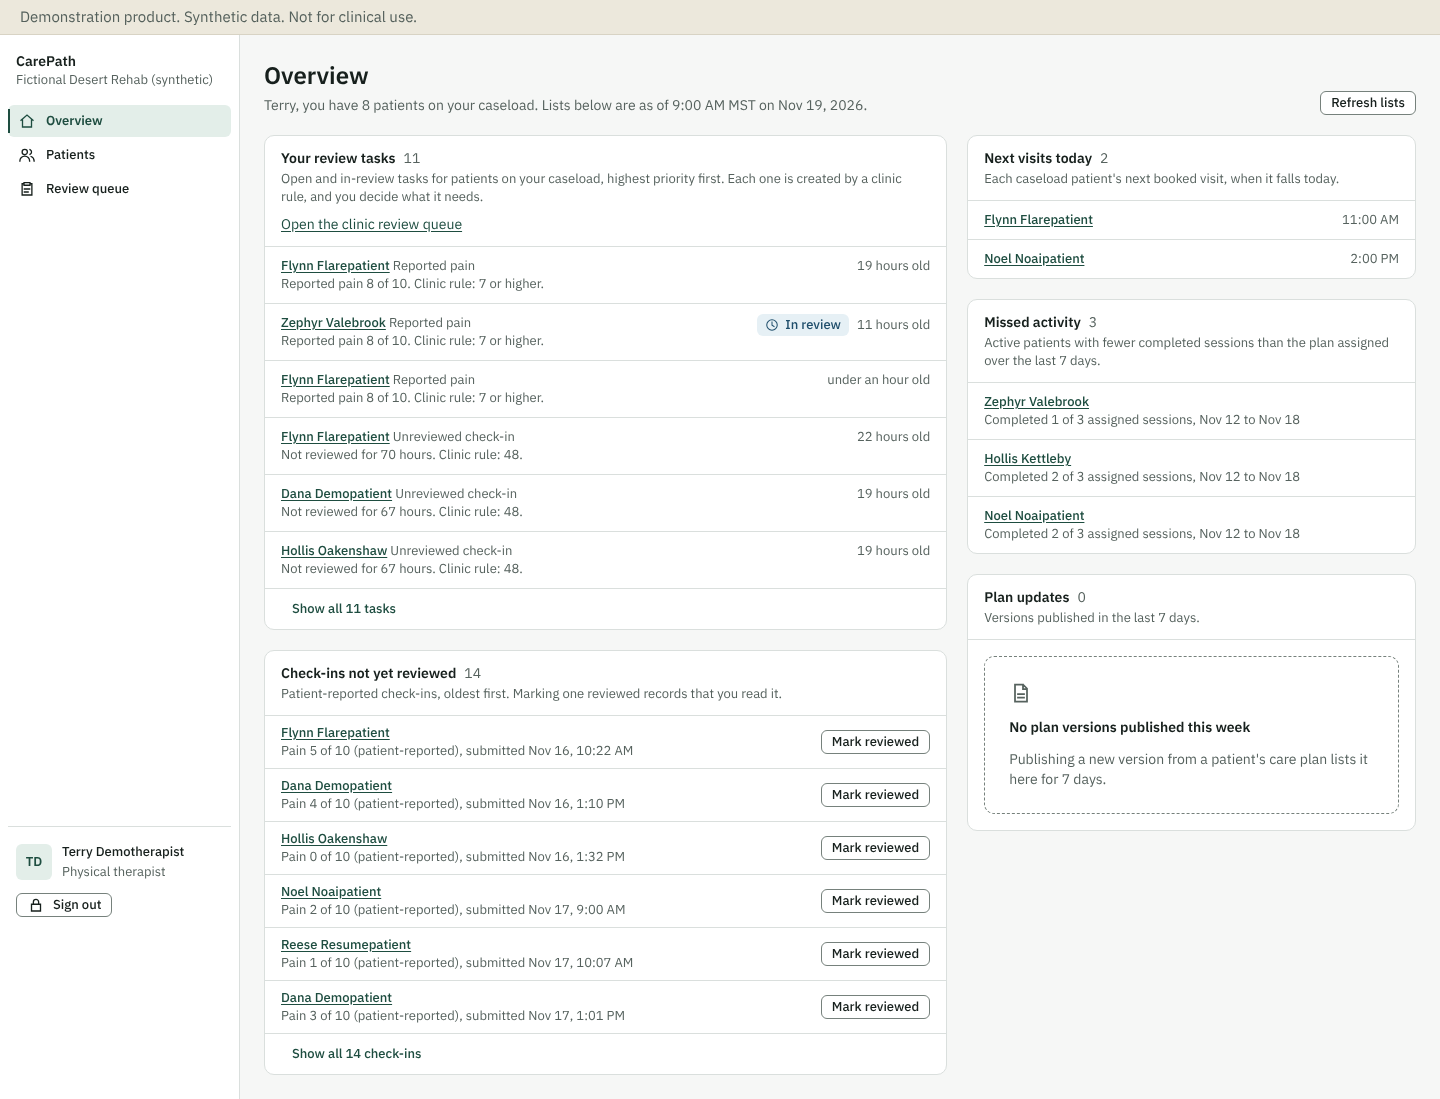 Demonstration product. Synthetic data. Not for clinical use.
CarePath
Fictional Desert Rehab (synthetic)
Overview
Patients
Review queue
Terry Demotherapist
TD
Physical therapist
Sign out
Overview
Terry, you have 8 patients on your caseload. Lists below are as of 9:00 AM MST on Nov 19, 2026.
Refresh lists
Your review tasks 11
Open and in-review tasks for patients on your caseload, highest priority first. Each one is created by a clinic
rule, and you decide what it needs.
Open the clinic review queue
Flynn Flarepatient Reported pain 19 hours old
Reported pain 8 of 10. Clinic rule: 7 or higher.
Zephyr Valebrook Reported pain In review 11 hours old
Reported pain 8 of 10. Clinic rule: 7 or higher.
Flynn Flarepatient Reported pain under an hour old
Reported pain 8 of 10. Clinic rule: 7 or higher.
Flynn Flarepatient Unreviewed check-in 22 hours old
Not reviewed for 70 hours. Clinic rule: 48.
Dana Demopatient Unreviewed check-in 19 hours old
Not reviewed for 67 hours. Clinic rule: 48.
Hollis Oakenshaw Unreviewed check-in 19 hours old
Not reviewed for 67 hours. Clinic rule: 48.
Show all 11 tasks
Check-ins not yet reviewed 14
Patient-reported check-ins, oldest first. Marking one reviewed records that you read it.
Flynn Flarepatient
Pain 5 of 10 (patient-reported), submitted Nov 16, 10:22 AM
Mark reviewed
Dana Demopatient
Pain 4 of 10 (patient-reported), submitted Nov 16, 1:10 PM
Mark reviewed
Hollis Oakenshaw
Pain 0 of 10 (patient-reported), submitted Nov 16, 1:32 PM
Mark reviewed
Noel Noaipatient
Pain 2 of 10 (patient-reported), submitted Nov 17, 9:00 AM
Mark reviewed
Reese Resumepatient
Pain 1 of 10 (patient-reported), submitted Nov 17, 10:07 AM
Mark reviewed
Dana Demopatient
Pain 3 of 10 (patient-reported), submitted Nov 17, 1:01 PM
Mark reviewed
Show all 14 check-ins
Next visits today 2
Each caseload patient's next booked visit, when it falls today.
Flynn Flarepatient 11:00 AM
Noel Noaipatient 2:00 PM
Missed activity 3
Active patients with fewer completed sessions than the plan assigned
over the last 7 days.
Zephyr Valebrook
Completed 1 of 3 assigned sessions, Nov 12 to Nov 18
Hollis Kettleby
Completed 2 of 3 assigned sessions, Nov 12 to Nov 18
Noel Noaipatient
Completed 2 of 3 assigned sessions, Nov 12 to Nov 18
Plan updates 0
Versions published in the last 7 days.
No plan versions published this week
Publishing a new version from a patient's care plan lists it
here for 7 days.